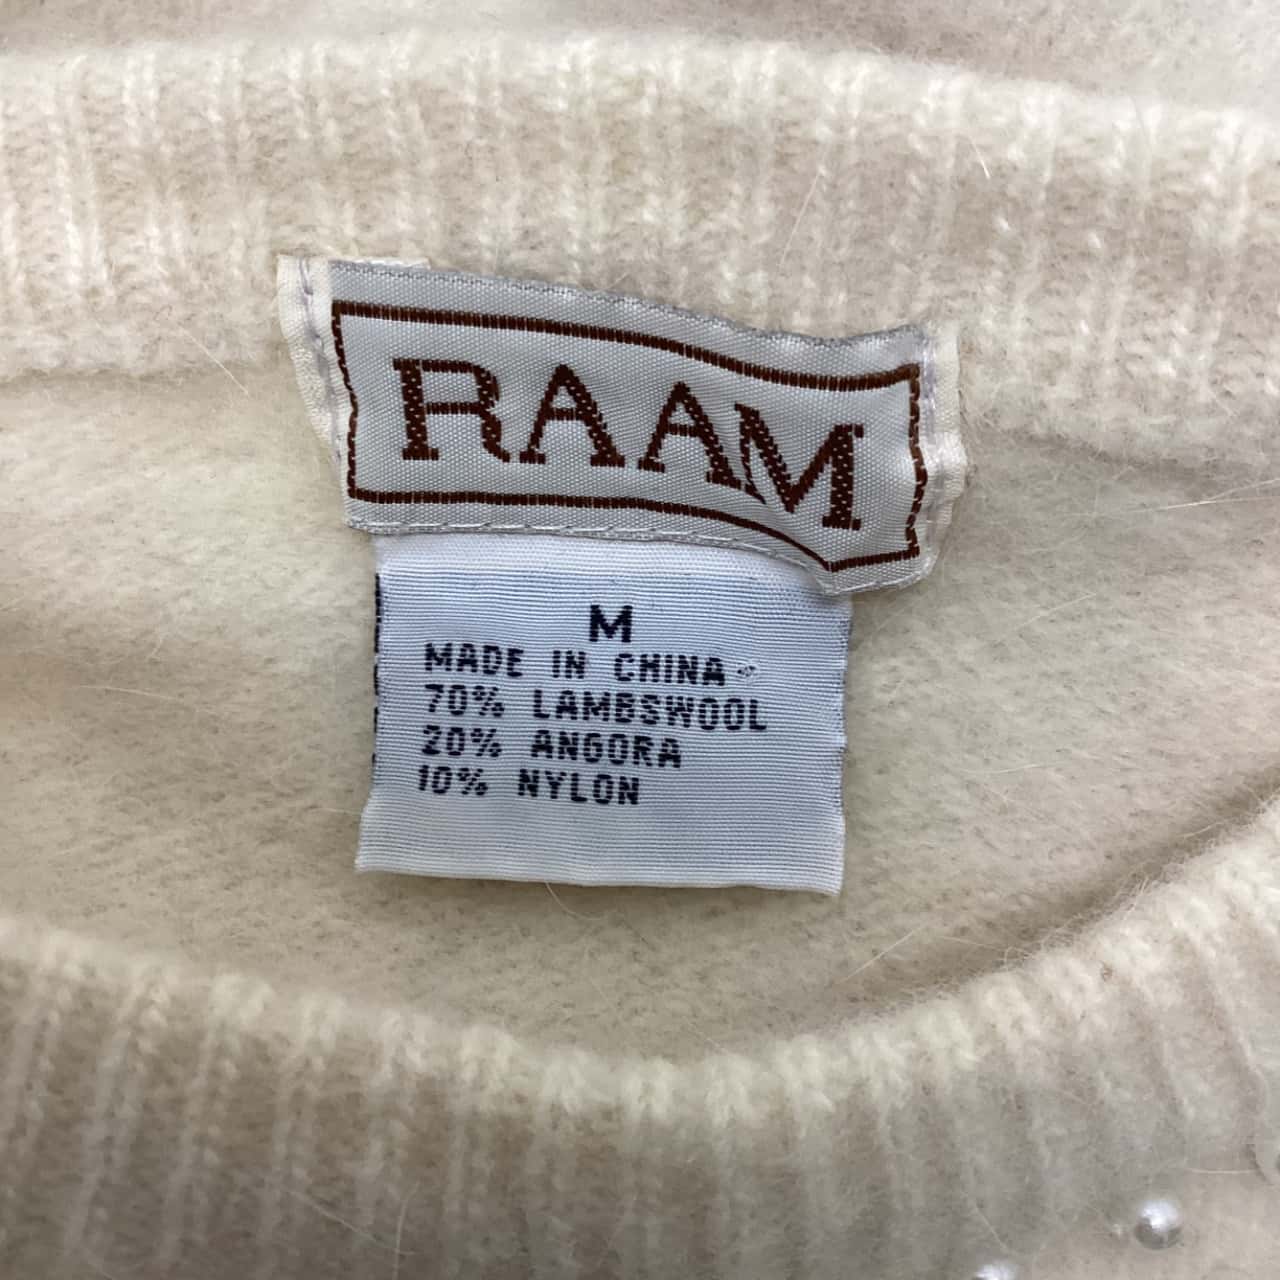 RAAM
M
MADE IN CHINA
70% LAMBSWOOL
20% ANGORA
10% NYLON